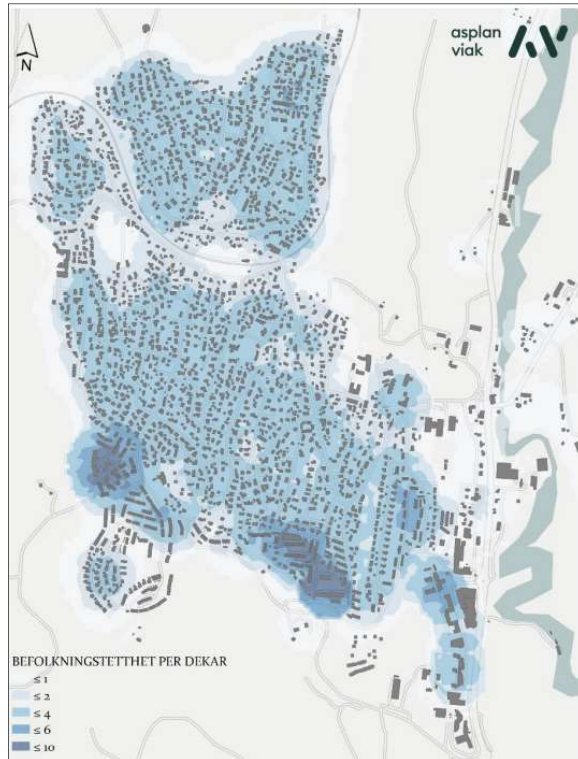 N
asplan
viak
BEFOLKNINGSTETTHET PER DEKAR
≤ 1
≤ 2
≤ 4
≤ 6
≤ 10